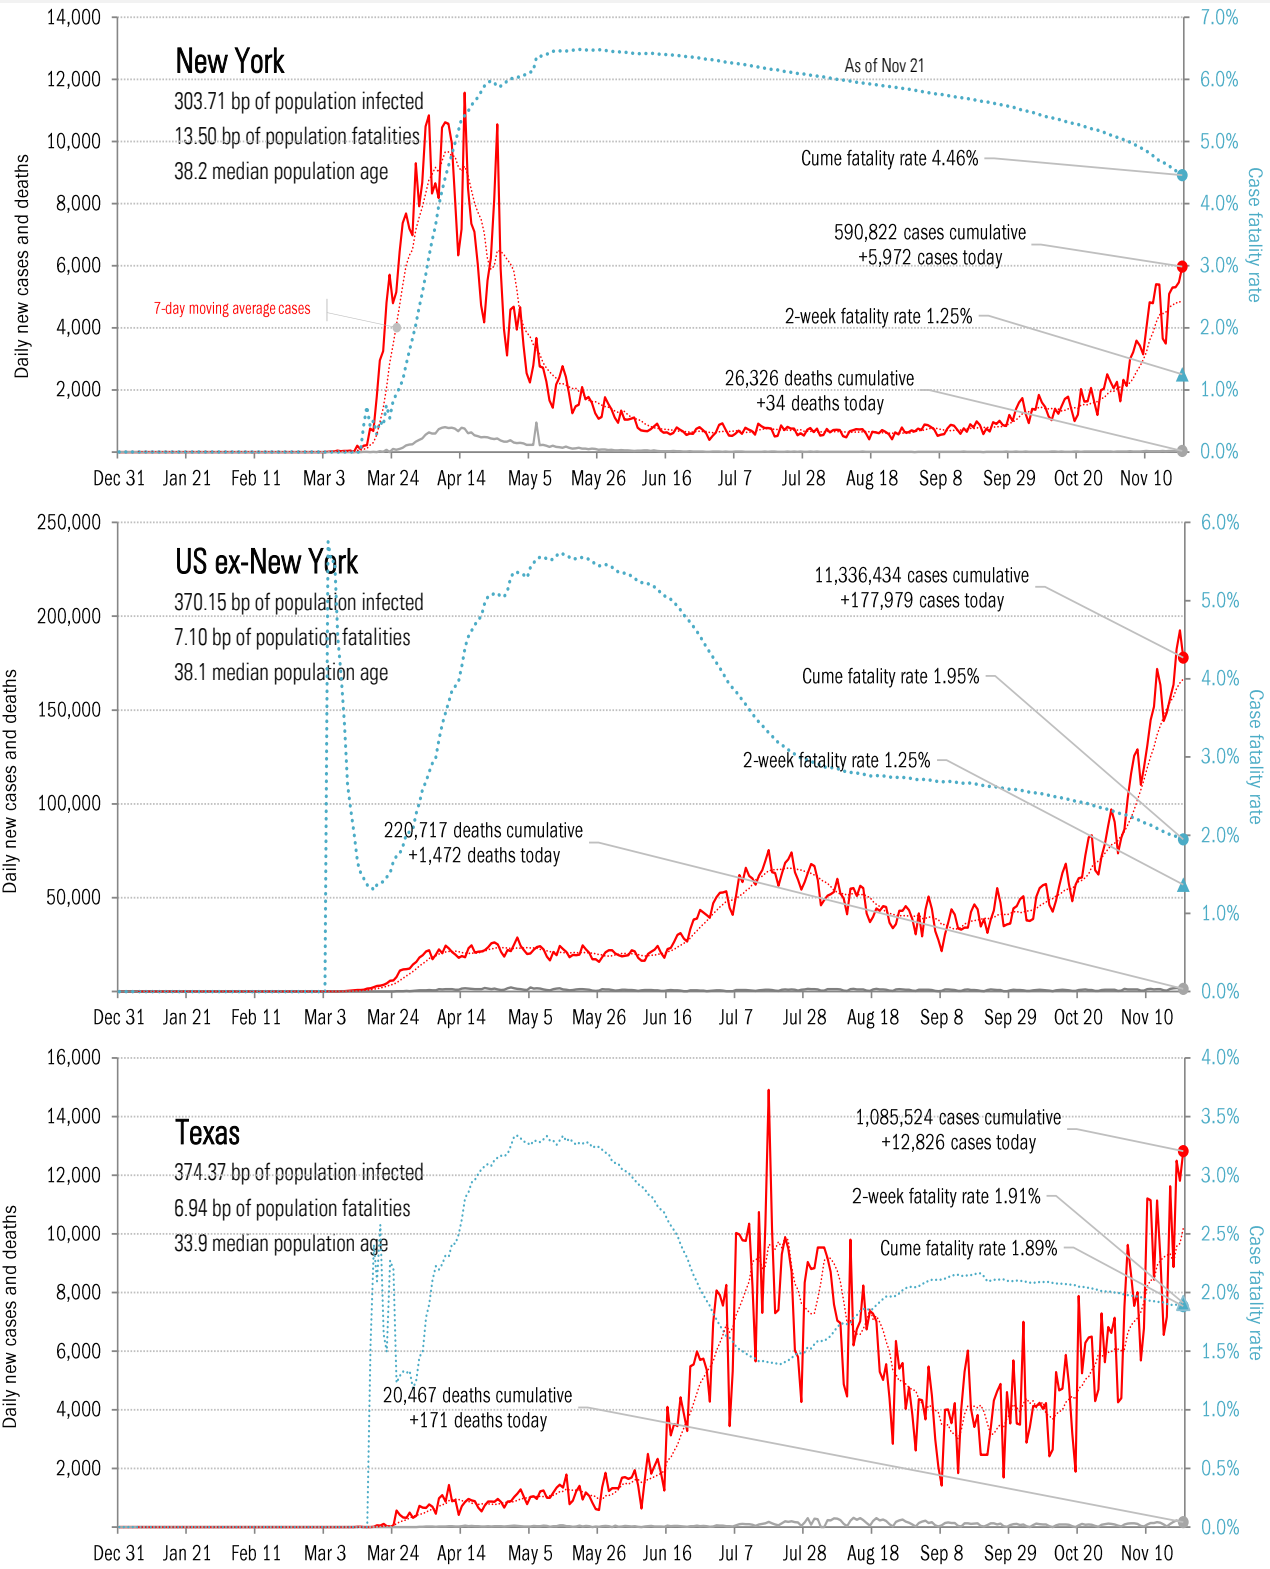 14,000
7.0%
New York
As of Nov 21
12,000
6.0%
303.71 bp of population infected
10,000
5.0%
13.50 bp of population fatalities
Cume fatality rate 4.46%
38.2 median population age
8,000
4.0%
590,822 cases cumulative
+5,972 cases today
6,000
3.0%
7-day moving average cases
2-week fatality rate 1.25%
4,000
2.0%
26,326 deaths cumulative
+34 deaths today
2,000
1.0%
0.0%
Daily new cases and deaths
Case fatality rate
Dec 31 Jan 21 Feb 11 Mar 3 Mar 24 Apr 14 May 5 May 26 Jun 16 Jul 7 Jul 28 Aug 18 Sep 8 Sep 29 Oct 20 Nov 10
250,000
6.0%
US ex-New York
11,336,434 cases cumulative
+177,979 cases today
370.15 bp of population infected
200,000
5.0%
7.10 bp of population fatalities
38.1 median population age
Cume fatality rate 1.95%
4.0%
150,000
2-week fatality rate 1.25%
3.0%
100,000
220,717 deaths cumulative
+1,472 deaths today
2.0%
50,000
1.0%
0.0%
Daily new cases and deaths
Case fatality rate
Dec 31 Jan 21 Feb 11 Mar 3 Mar 24 Apr 14 May 5 May 26 Jun 16 Jul 7 Jul 28 Aug 18 Sep 8 Sep 29 Oct 20 Nov 10
16,000
4.0%
14,000
3.5%
Texas
1,085,524 cases cumulative
+12,826 cases today
374.37 bp of population infected
12,000
3.0%
2-week fatality rate 1.91%
6.94 bp of population fatalities
10,000
2.5%
33.9 median population age
Cume fatality rate 1.89%
8,000
2.0%
6,000
1.5%
20,467 deaths cumulative
+171 deaths today
4,000
1.0%
2,000
0.5%
0.0%
Daily new cases and deaths
Case fatality rate
Dec 31 Jan 21 Feb 11 Mar 3 Mar 24 Apr 14 May 5 May 26 Jun 16 Jul 7 Jul 28 Aug 18 Sep 8 Sep 29 Oct 20 Nov 10